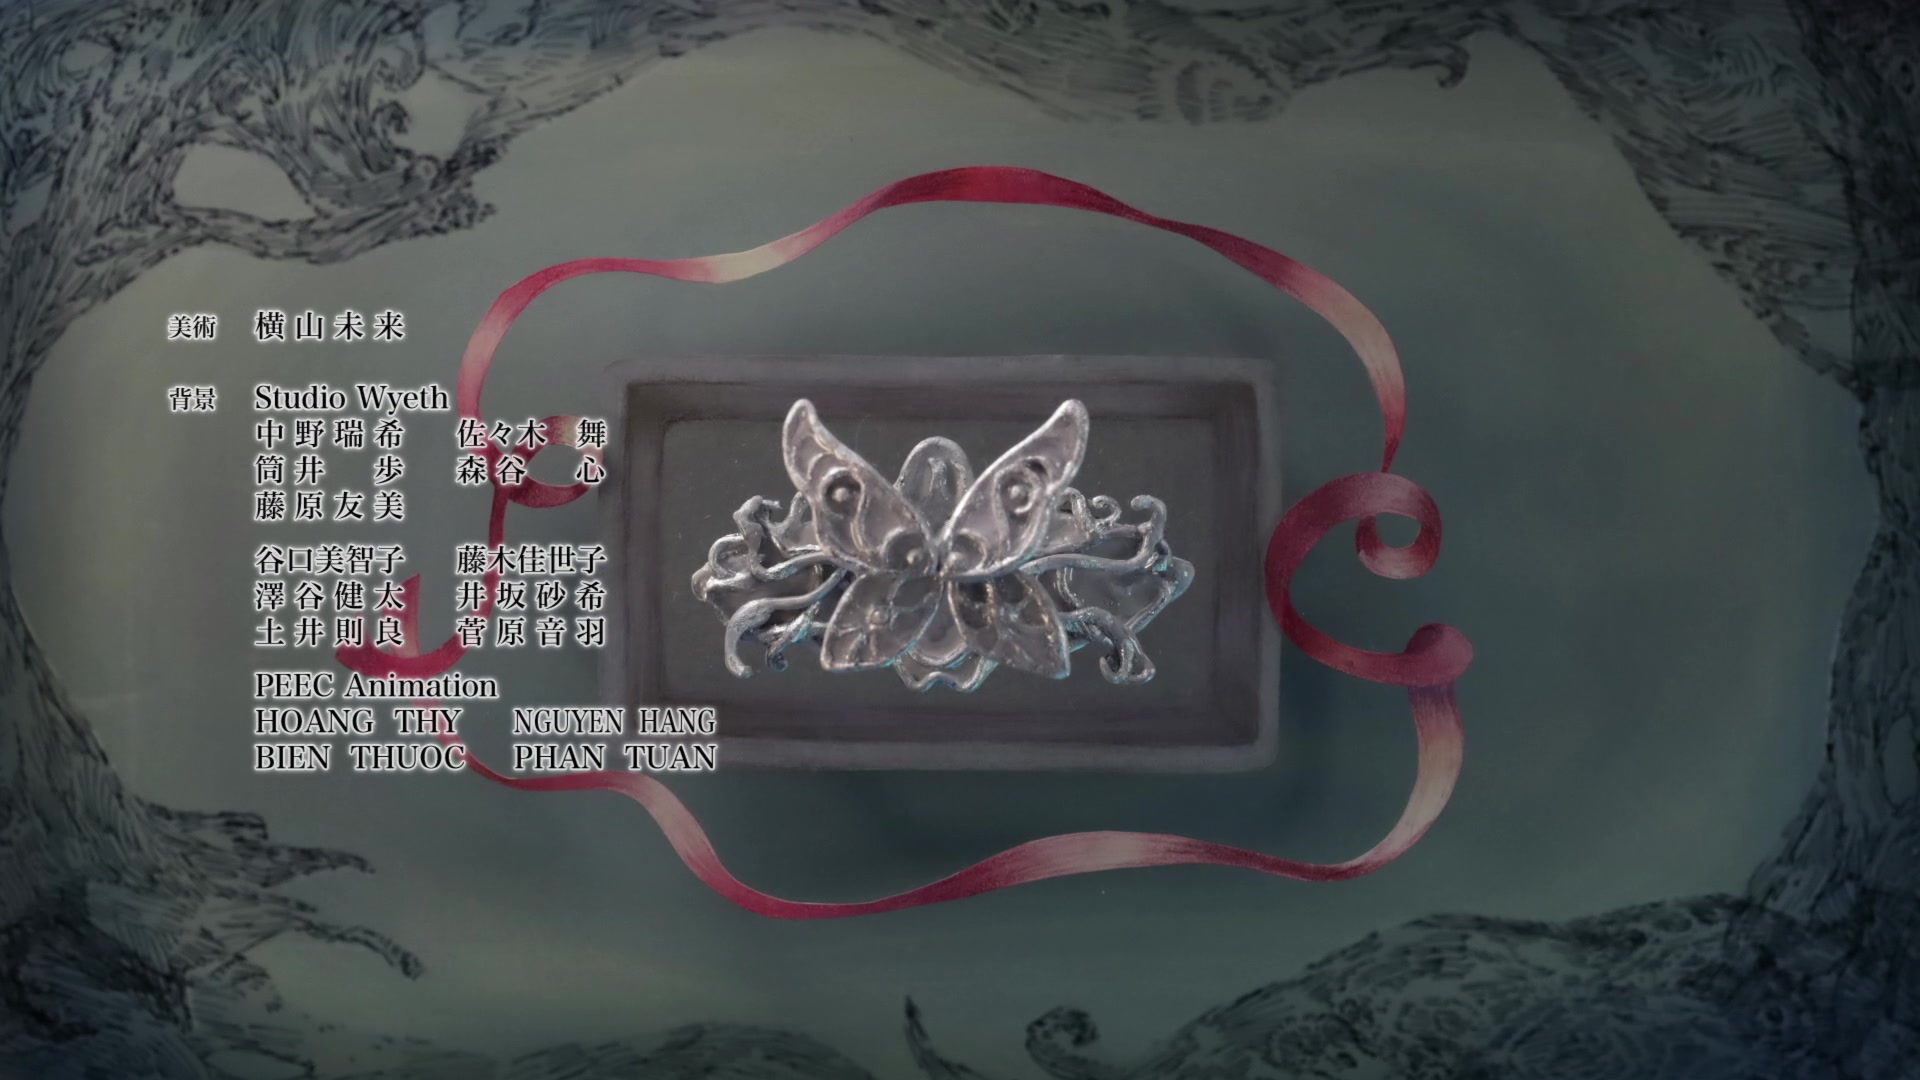 美術 横山未来
背景 Studio Wyeth
中野瑞希 佐々木 舞
筒井 歩 森谷 心
藤原友美
谷口美智子 藤木佳世子
澤谷健太 井坂砂希
土井則良 菅原音羽
PEEC Animation
HOANG THY NGUYEN HANG
BIEN THUOC PHAN TUAN